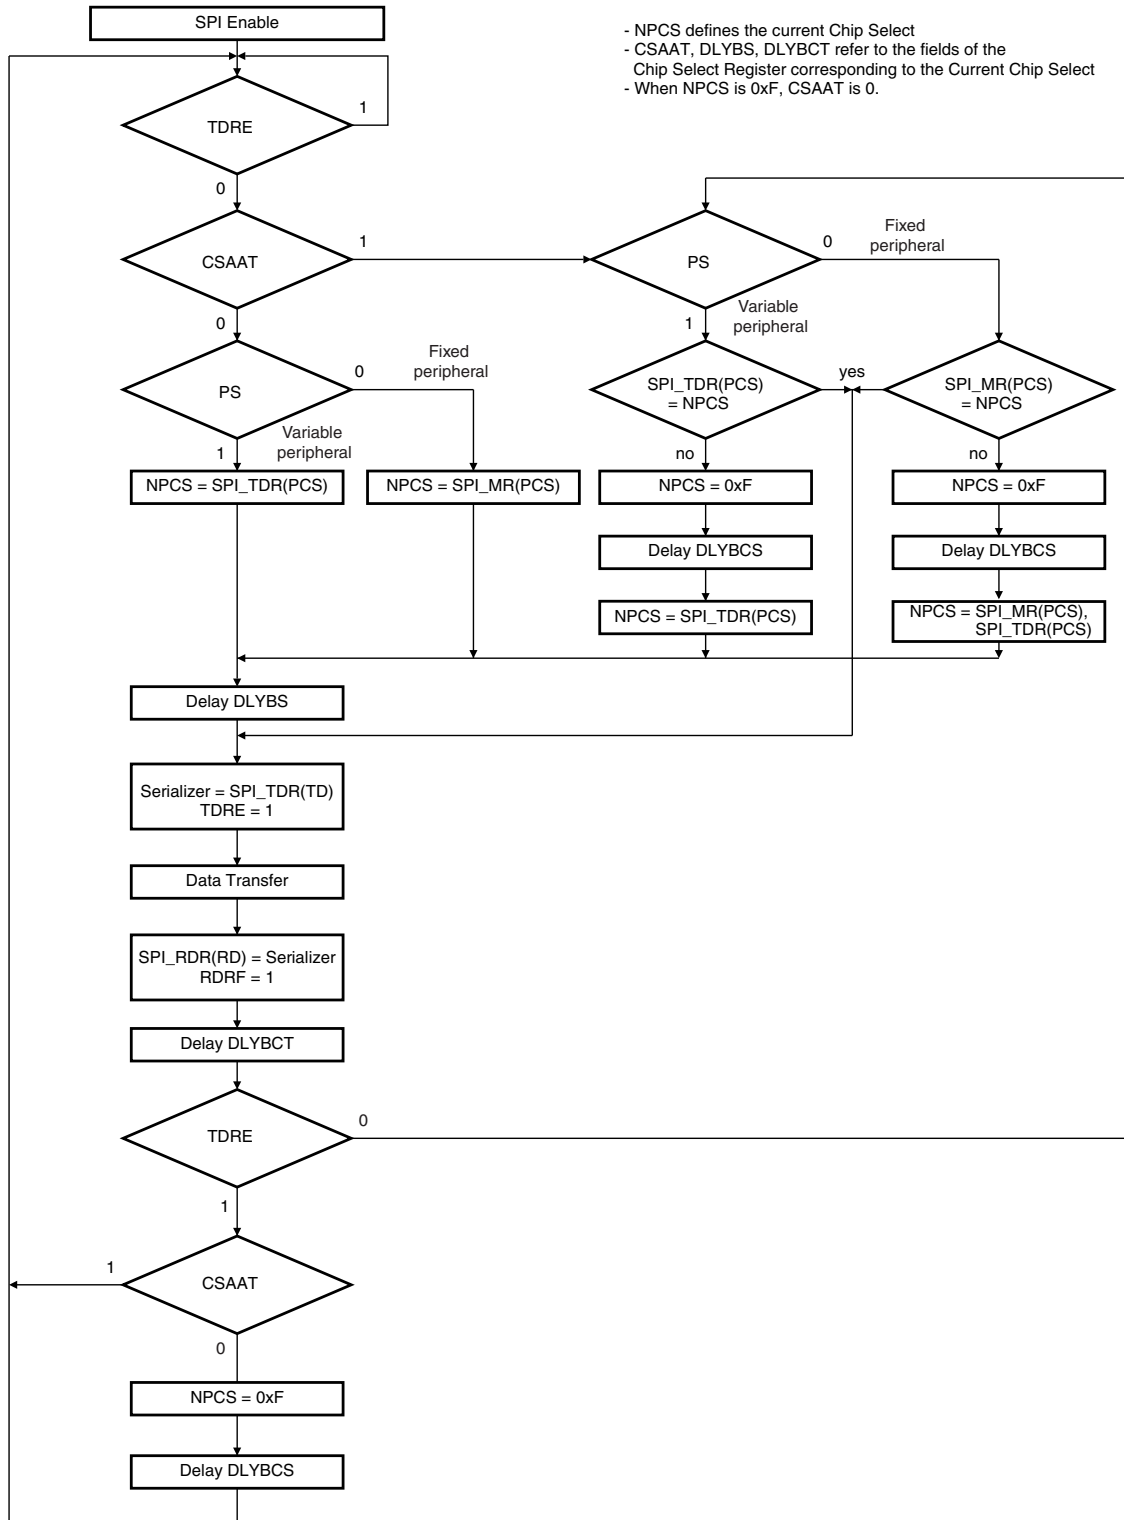 SPI Enable
- NPCS defines the current Chip Select
- CSAAT, DLYBS, DLYBCT refer to the fields of the
Chip Select Register corresponding to the Current Chip Select
- When NPCS is 0xF, CSAAT is 0.
TDRE
1
0
CSAAT
1
0
PS
0
Fixed
peripheral
1
Variable
peripheral
PS
0
Fixed
peripheral
Variable
peripheral
1
SPI_TDR(PCS)
= NPCS
yes
SPI_MR(PCS)
= NPCS
no
no
NPCS = SPI_TDR(PCS)
NPCS = SPI_MR(PCS)
NPCS = 0xF
NPCS = 0xF
Delay DLYBCS
Delay DLYBCS
NPCS = SPI_TDR(PCS)
NPCS = SPI_MR(PCS),
SPI_TDR(PCS)
Delay DLYBS
Serializer = SPI_TDR(TD)
TDRE = 1
Data Transfer
SPI_RDR(RD) = Serializer
RDRF = 1
Delay DLYBCT
TDRE
0
1
CSAAT
1
0
NPCS = 0xF
Delay DLYBCS